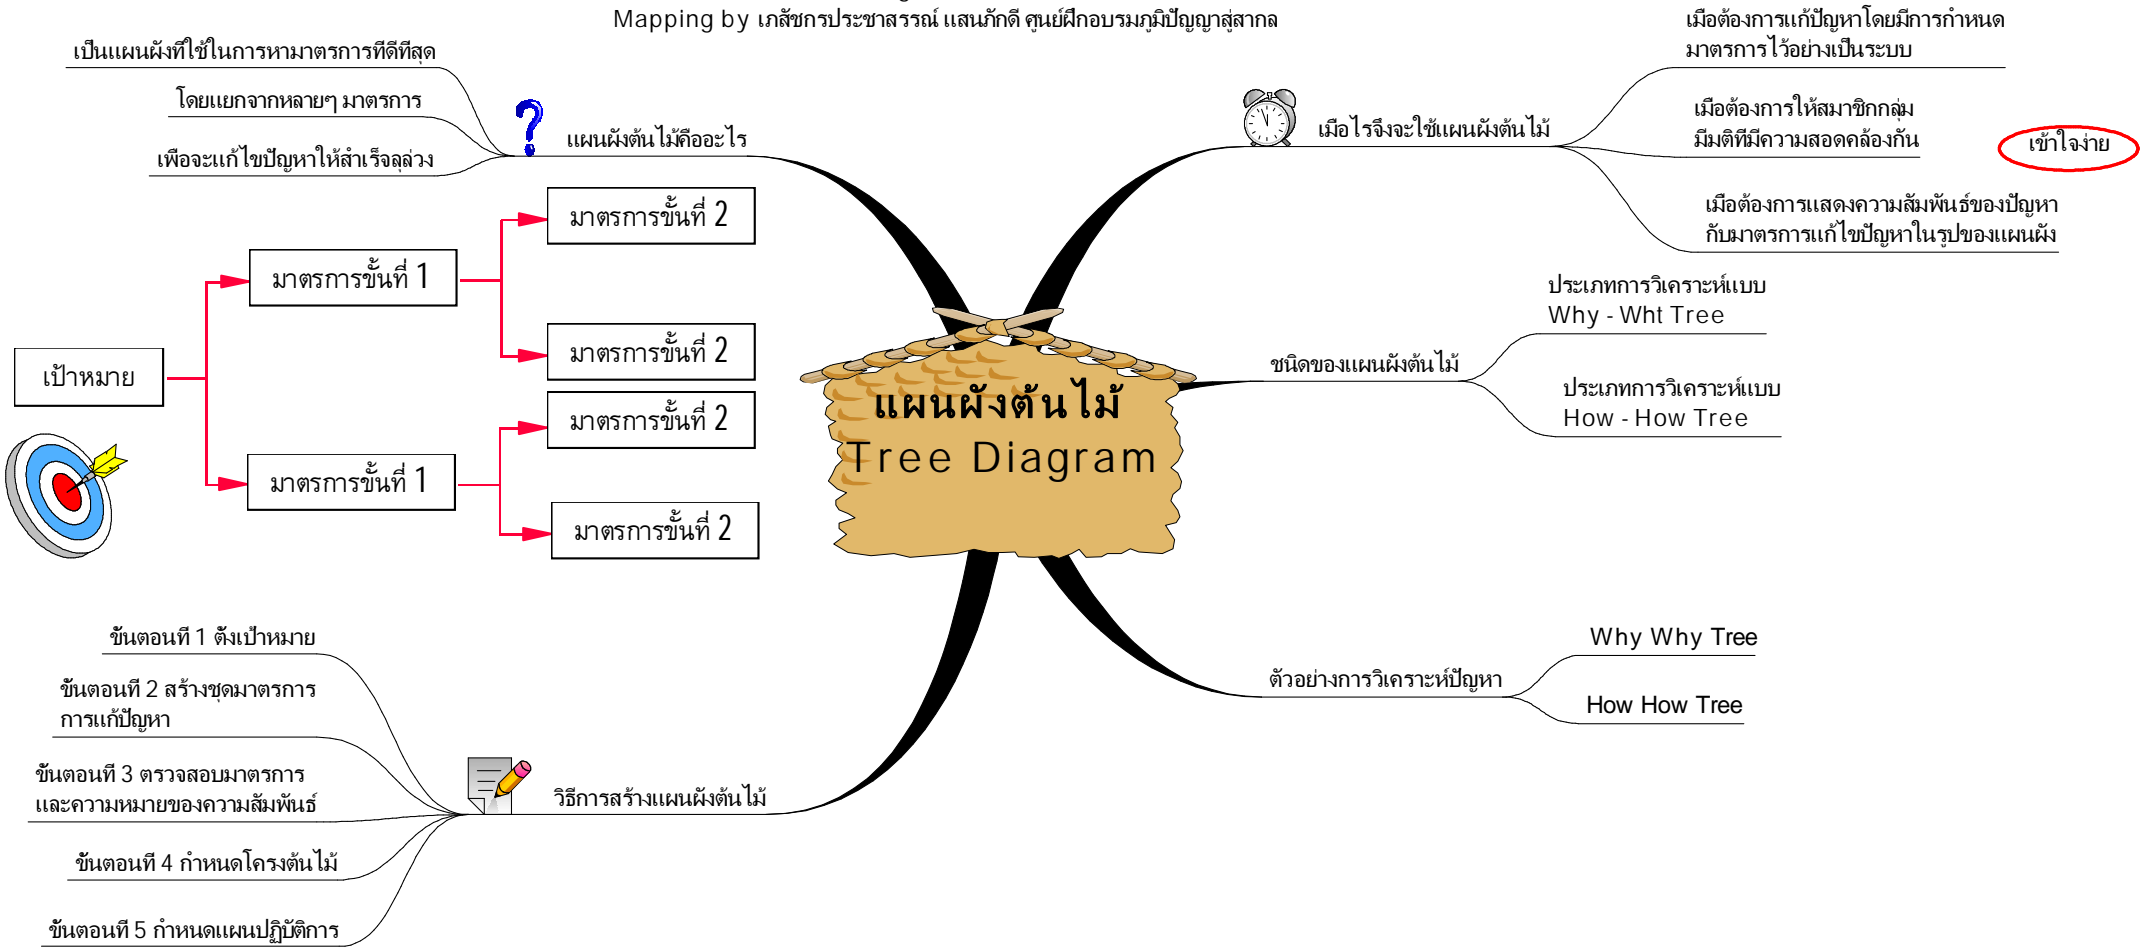 Mapping by เภสัชกรประชาสรรณ์ แสนภักดี ศูนย์ฝึกอบรมภูมิปัญญาสู่สากล
เป็นแผนผังที่ใช้ในการหามาตรการที่ดีที่สุด
โดยแยกจากหลายๆ มาตรการ
เพื่อจะแก้ไขปัญหาให้สำเร็จลุล่วง
แผนผังต้นไม้คืออะไร
เมื่อไรจึงจะใช้แผนผังต้นไม้
เมื่อต้องการแก้ปัญหาโดยมีการกำหนด
มาตรการไว้อย่างเป็นระบบ
เมื่อต้องการให้สมาชิกกลุ่ม
มีมติที่มีความสอดคล้องกัน
เข้าใจง่าย
เมื่อต้องการแสดงความสัมพันธ์ของปัญหา
กับมาตรการแก้ไขปัญหาในรูปของแผนผัง
เป้าหมาย
มาตรการขั้นที่ 1
มาตรการขั้นที่ 2
มาตรการขั้นที่ 2
มาตรการขั้นที่ 1
มาตรการขั้นที่ 2
มาตรการขั้นที่ 2
แผนผังต้นไม้
Tree Diagram
ชนิดของแผนผังต้นไม้
ประเภทการวิเคราะห์แบบ
Why - Wht Tree
ประเภทการวิเคราะห์แบบ
How - How Tree
ตัวอย่างการวิเคราะห์ปัญหา
Why Why Tree
How How Tree
วิธีการสร้างแผนผังต้นไม้
ขั้นตอนที่ 1 ตั้งเป้าหมาย
ขั้นตอนที่ 2 สร้างชุดมาตรการ
การแก้ปัญหา
ขั้นตอนที่ 3 ตรวจสอบมาตรการ
และความหมายของความสัมพันธ์
ขั้นตอนที่ 4 กำหนดโครงต้นไม้
ขั้นตอนที่ 5 กำหนดแผนปฏิบัติการ